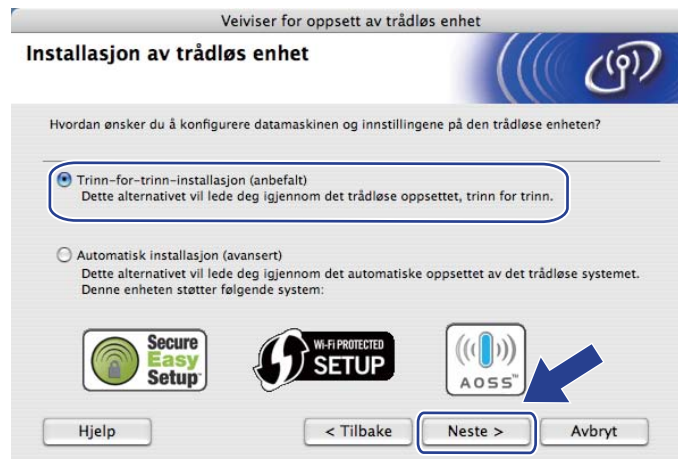 Veiviser for oppsett av trådløs enhet
Installasjon av trådløs enhet
Hvordan ønsker du å konfigurere datamaskinen og innstillingene på den trådløse enheten?
Trinn-for-trinn-installasjon (anbefalt)
Dette alternativet vil lede deg igjennom det trådløse oppsettet, trinn for trinn.
Automatisk installasjon (avansert)
Dette alternativet vil lede deg igjennom det automatiske oppsettet av det trådløse systemet.
Denne enheten støtter følgende system:
Secure
Easy
Setup™
Wi-Fi PROTECTED
SETUP
AOSS™
Hjelp
< Tilbake
Neste >
Avbryt